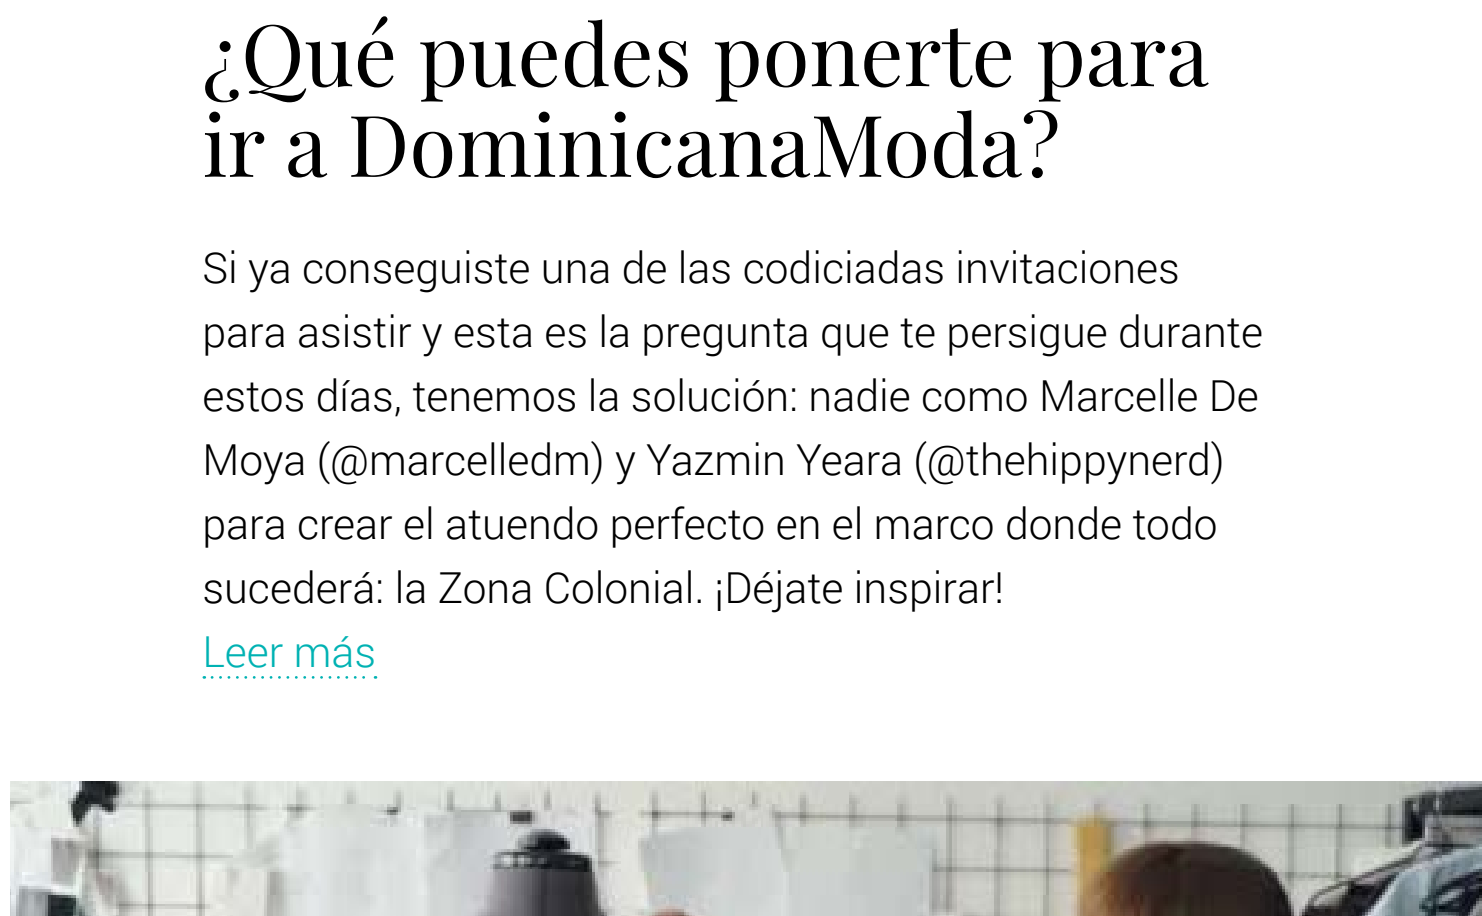 ¿Qué puedes ponerte para
ir a DominicanaModa?
Si ya conseguiste una de las codiciadas invitaciones
para asistir y esta es la pregunta que te persigue durante
estos días, tenemos la solución: nadie como Marcelle De
Moya (@marcelledm) y Yazmin Yeara (@thehippynerd)
para crear el atuendo perfecto en el marco donde todo
sucederá: la Zona Colonial. ¡Déjate inspirar!
Leer más